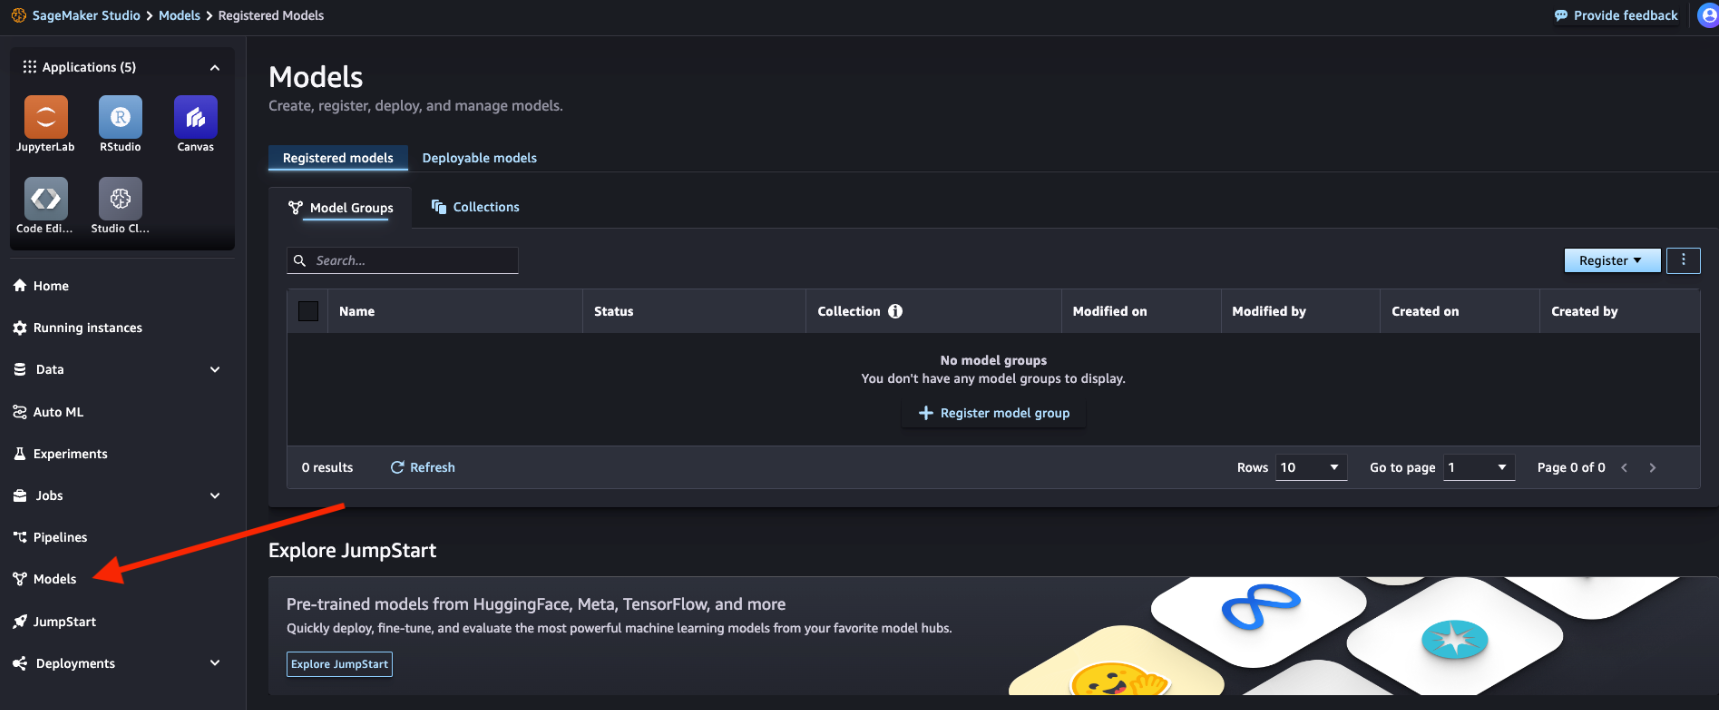 SageMaker Studio > Models > Registered Models
Provide feedback
Applications (5)
JupyterLab
RStudio
Canvas
Code Edi...
Studio Cl...
Home
Running instances
Data
Auto ML
Experiments
Jobs
Pipelines
Models
JumpStart
Deployments
Models
Create, register, deploy, and manage models.
Registered models
Deployable models
Model Groups
Collections
Search...
Register
Name
Status
Collection
Modified on
Modified by
Created on
Created by
No model groups
You don't have any model groups to display.
+ Register model group
0 results
Refresh
Rows 10
Go to page 1
Page 0 of 0
Explore JumpStart
Pre-trained models from HuggingFace, Meta, TensorFlow, and more
Quickly deploy, fine-tune, and evaluate the most powerful machine learning models from your favorite model hubs.
Explore JumpStart